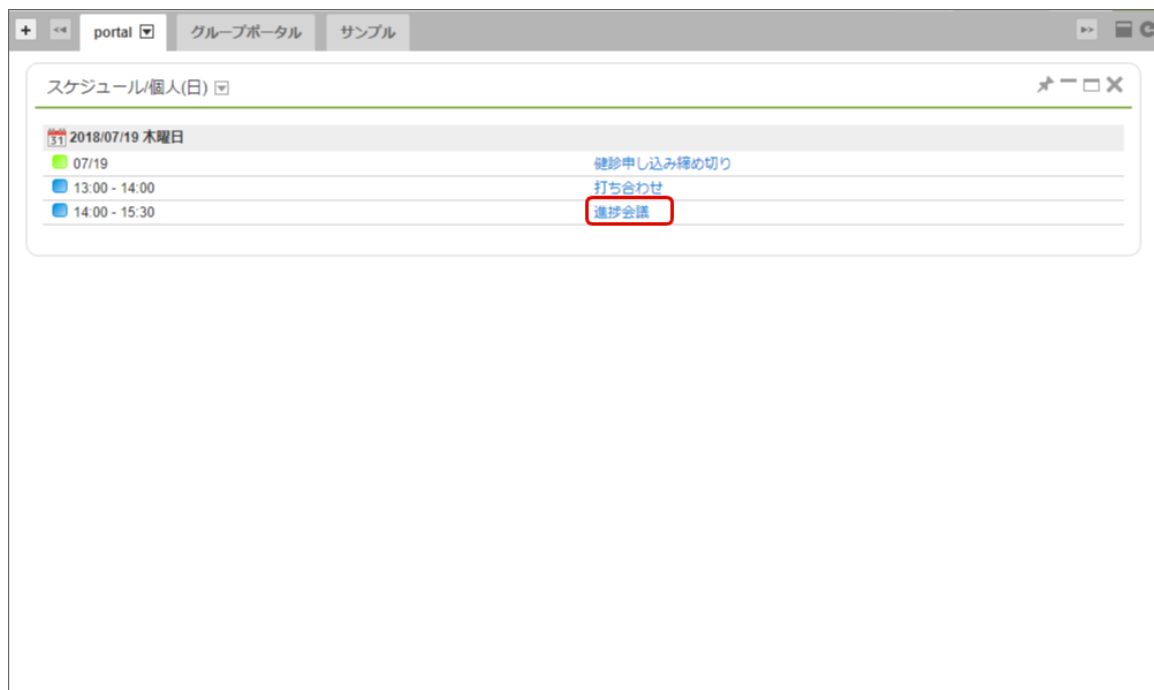 portal
グループポータル
サンプル
スケジュール/個人(日)
31 2018/07/19 木曜日
07/19 健診申し込み締め切り
13:00 - 14:00 打ち合わせ
14:00 - 15:30 進捗会議